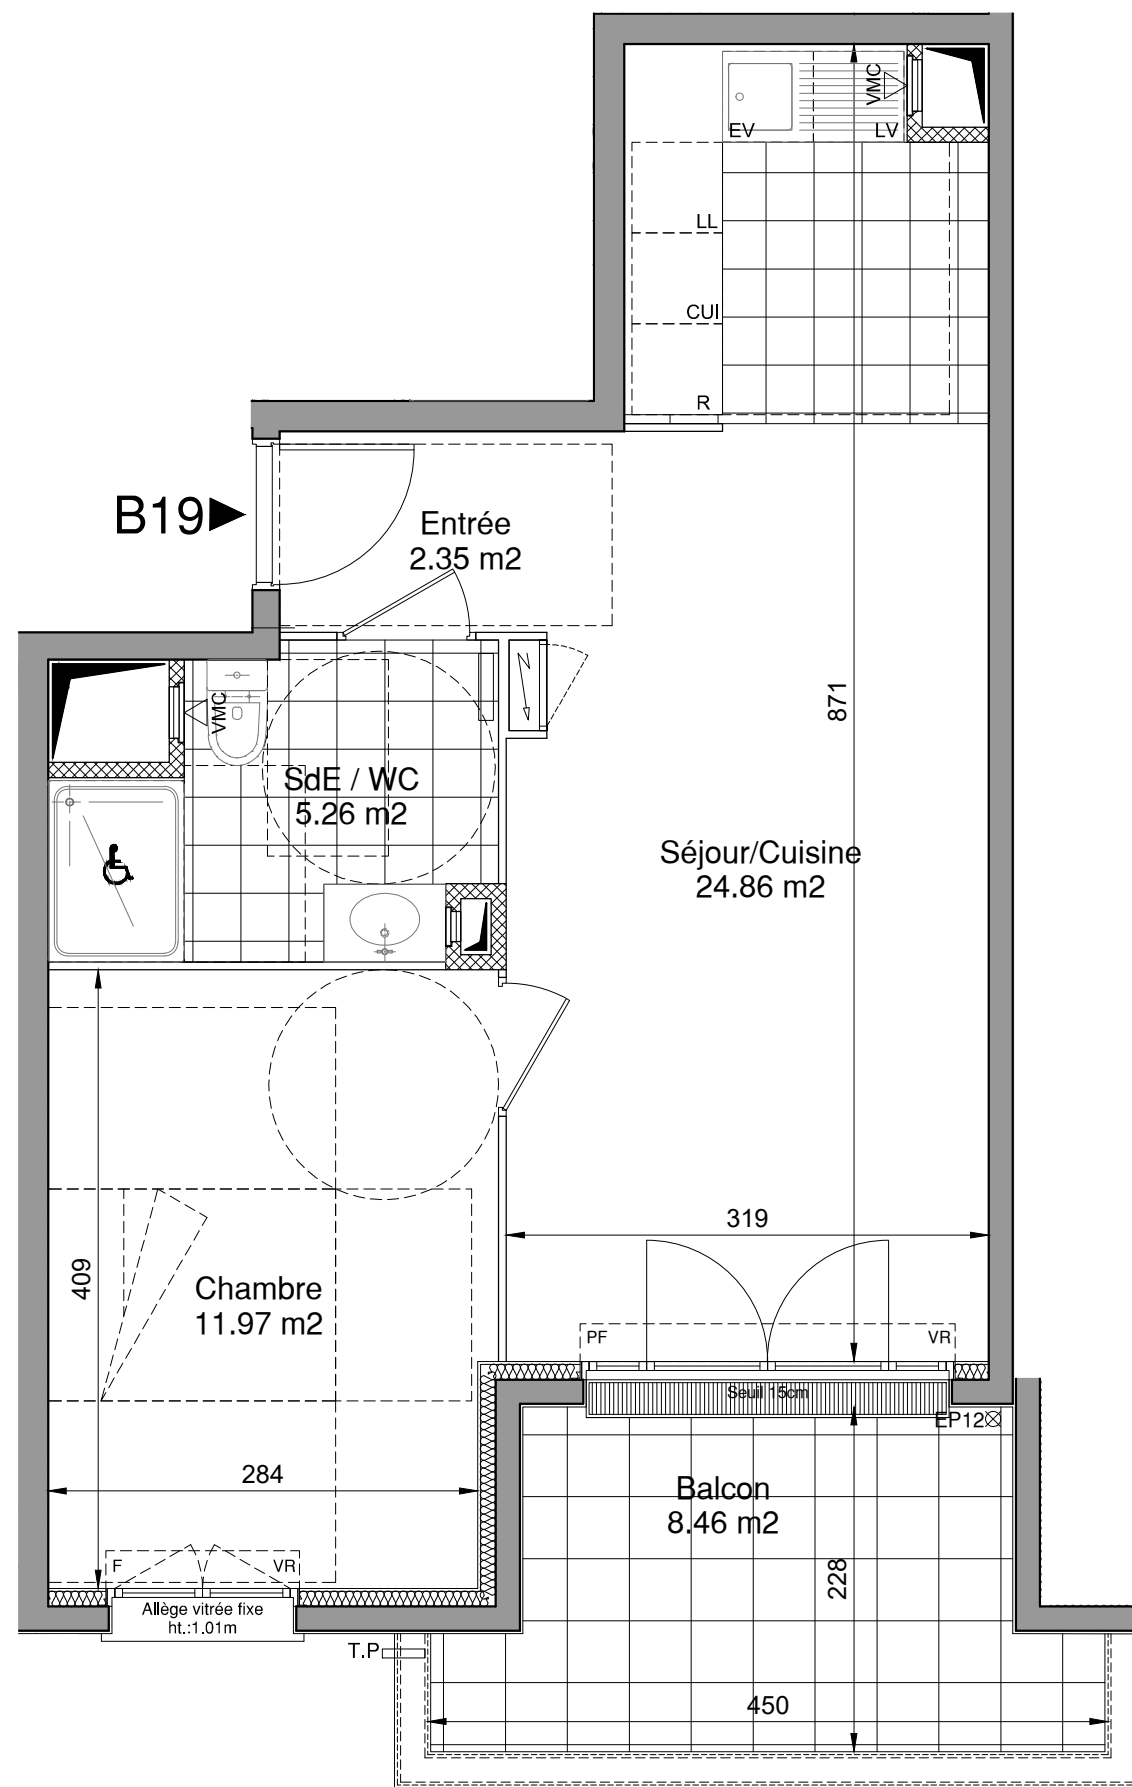 VMC
EV
LV
LL
CUI
R
B19
Entrée
2.35 m2
871
VMC
SdE / WC
5.26 m2
Séjour/Cuisine
24.86 m2
319
409
Chambre
11.97 m2
PF
VR
Seuil 15cm
EP12
284
Balcon
8.46 m2
228
F
VR
Allège vitrée fixe
ht.:1.01m
T.P
450